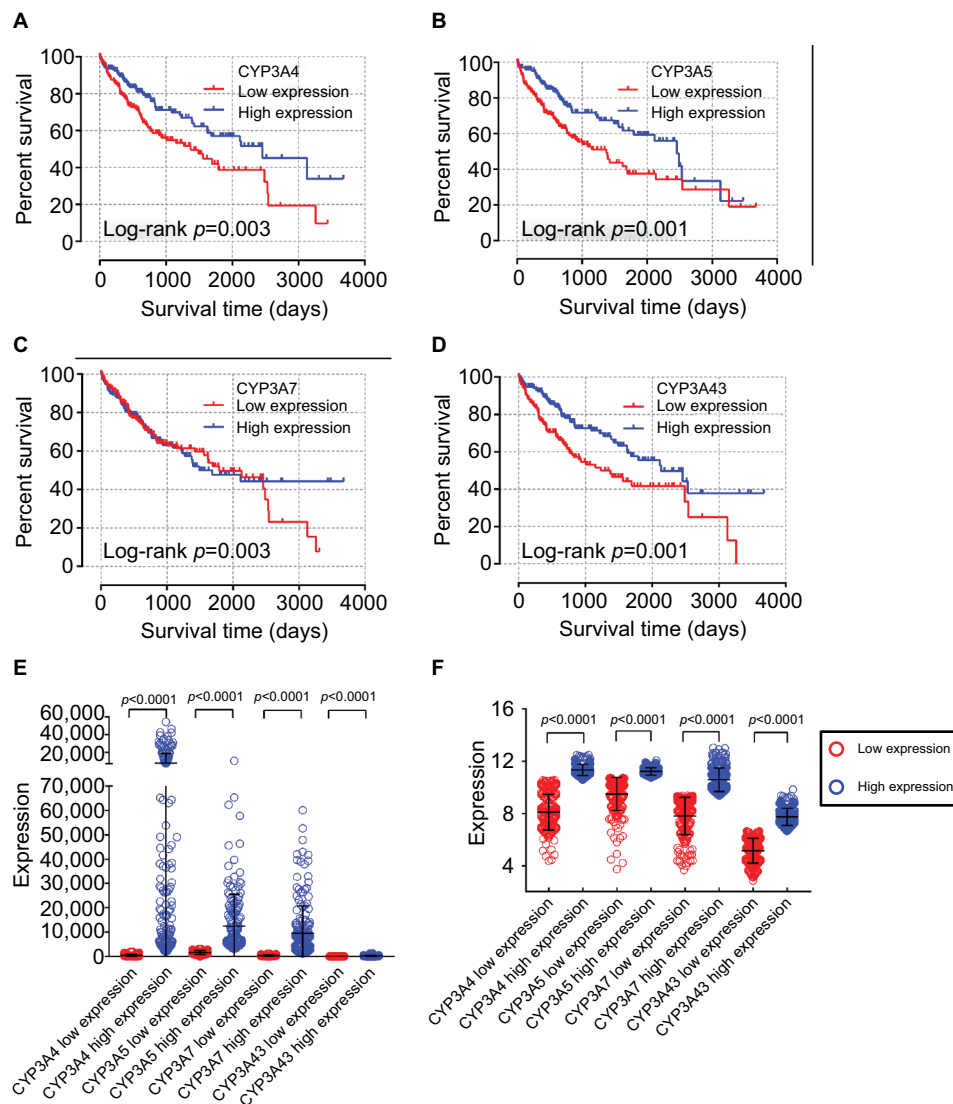 A
100
80
60
40
20
0
Percent survival
CYP3A4
Low expression
High expression
Log-rank p=0.003
0 1000 2000 3000 4000
Survival time (days)
B
100
80
60
40
20
0
Percent survival
CYP3A5
Low expression
High expression
Log-rank p=0.001
0 1000 2000 3000 4000
Survival time (days)
C
100
80
60
40
20
0
Percent survival
CYP3A7
Low expression
High expression
Log-rank p=0.003
0 1000 2000 3000 4000
Survival time (days)
D
100
80
60
40
20
0
Percent survival
CYP3A43
Low expression
High expression
Log-rank p=0.001
0 1000 2000 3000 4000
Survival time (days)
E
p<0.0001 p<0.0001 p<0.0001 p<0.0001
60,000
40,000
20,000
70,000
60,000
50,000
40,000
30,000
20,000
10,000
0
Expression
CYP3A4 low expression
CYP3A4 high expression
CYP3A5 low expression
CYP3A5 high expression
CYP3A7 low expression
CYP3A7 high expression
CYP3A43 low expression
CYP3A43 high expression
F
p<0.0001 p<0.0001 p<0.0001 p<0.0001
16
12
8
4
Expression
CYP3A4 low expression
CYP3A4 high expression
CYP3A5 low expression
CYP3A5 high expression
CYP3A7 low expression
CYP3A7 high expression
CYP3A43 low expression
CYP3A43 high expression
Low expression
High expression